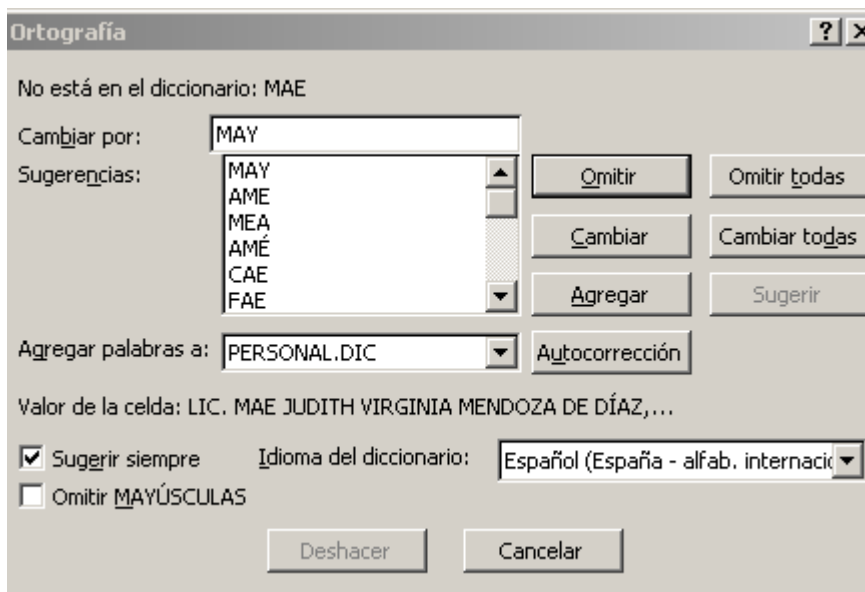 Ortografía
No está en el diccionario: MAE
Cambiar por: MAY
Sugerencias:
MAY
AME
MEA
AMÉ
CAE
FAE
Omitir Omitir todas
Cambiar Cambiar todas
Agregar Sugerir
Agregar palabras a: PERSONAL.DIC Autocorrección
Valor de la celda: LIC. MAE JUDITH VIRGINIA MENDOZA DE DÍAZ,...
Sugerir siempre Idioma del diccionario: Español (España - alfab. internaci
Omitir MAYÚSCULAS
Deshacer Cancelar